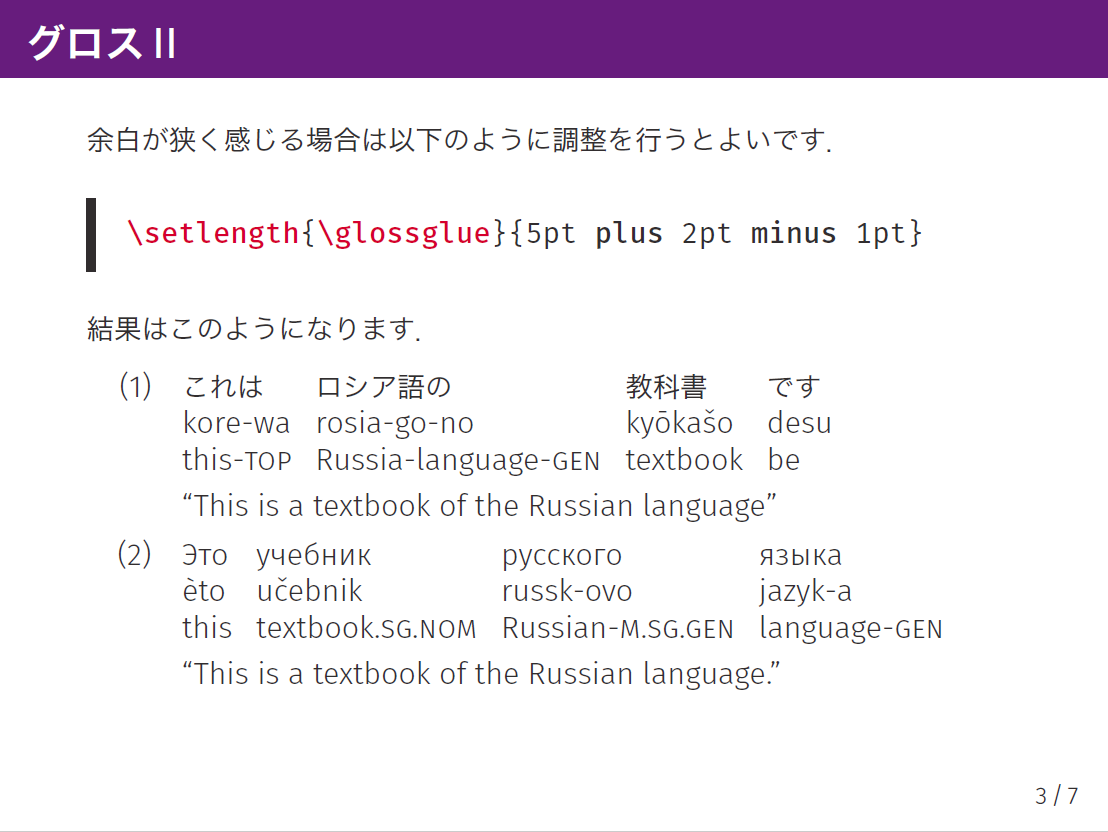 グロス II
余白が狭く感じる場合は以下のように調整を行うとよいです.
\setlength{\glossglue}{5pt plus 2pt minus 1pt}
結果はこのようになります.
(1) これは ロシア語の 教科書 です
kore-wa rosia-go-no kyōkašo desu
this-TOP Russia-language-GEN textbook be
“This is a textbook of the Russian language”
(2) Это учебник русского языка
èto učebnik russk-ovo jazyk-a
this textbook.SG.NOM Russian-M.SG.GEN language-GEN
“This is a textbook of the Russian language.”
3 / 7